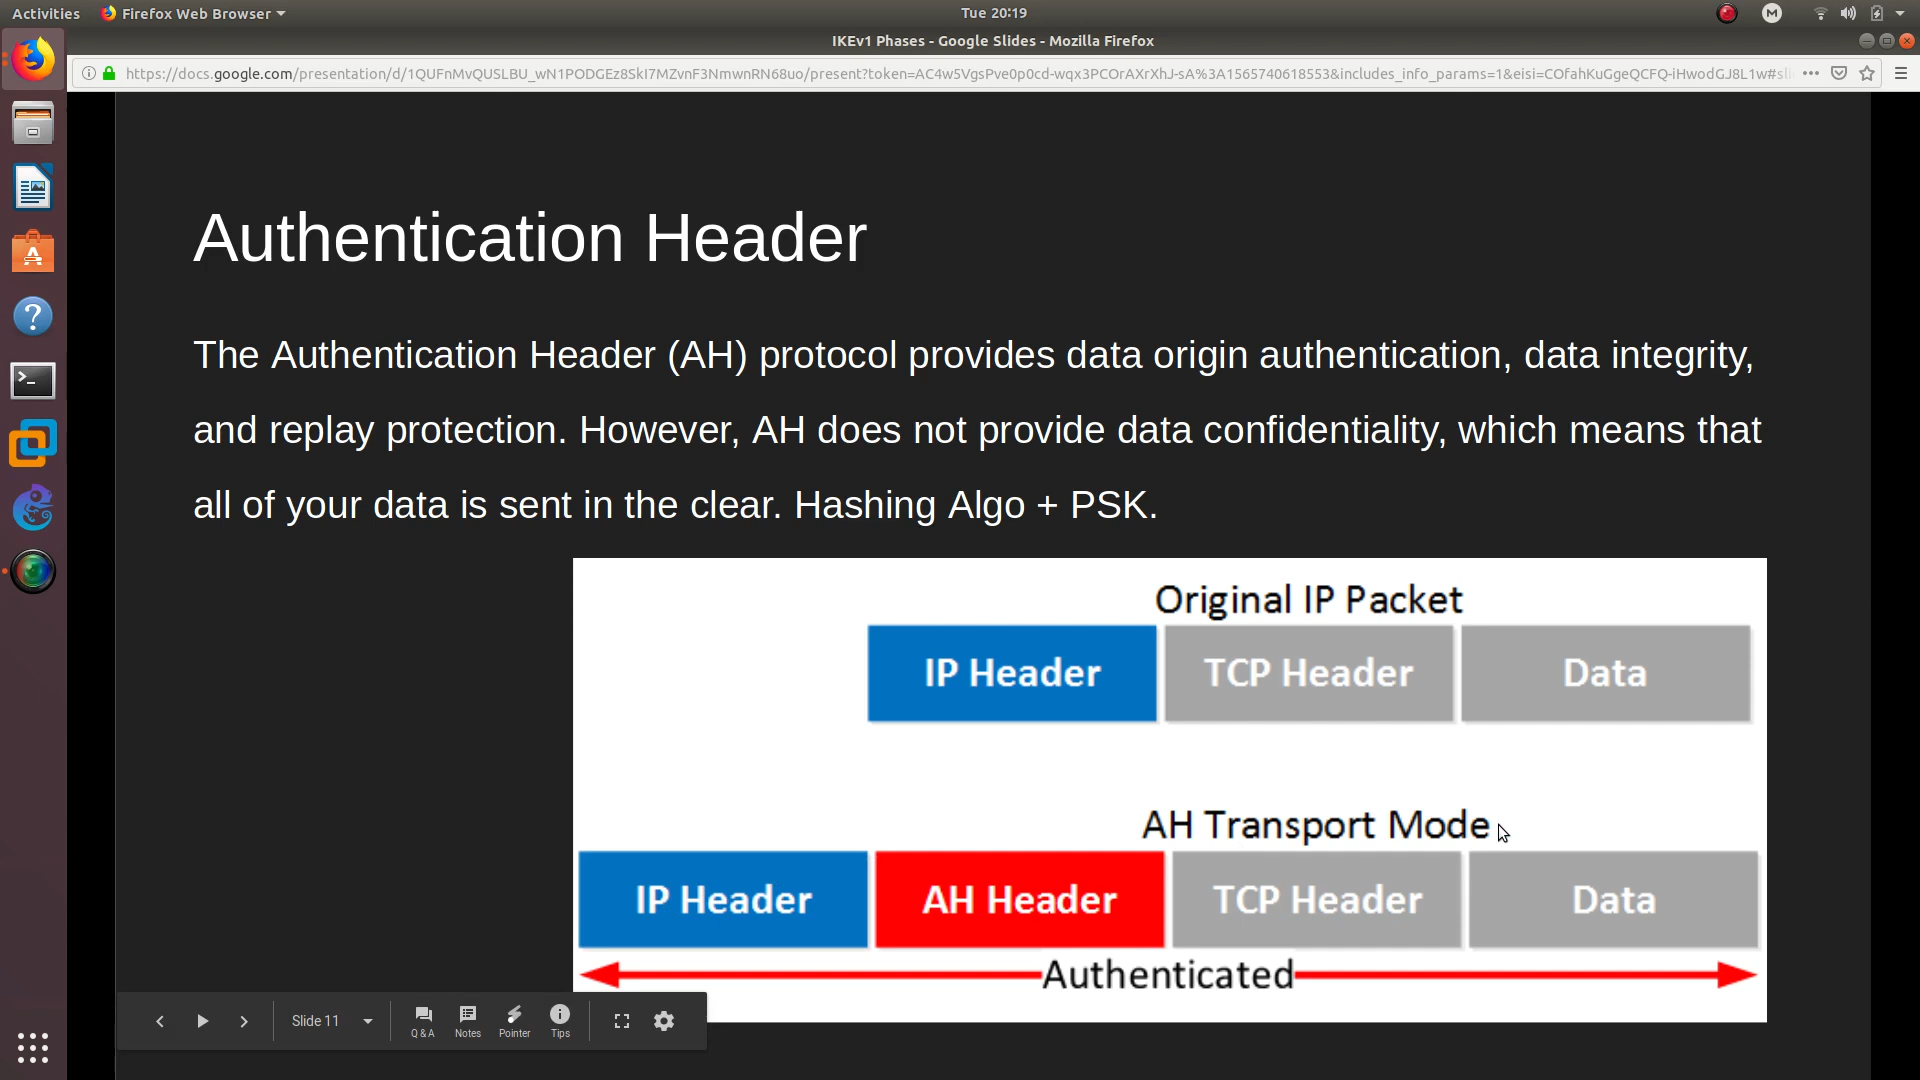 Activities Firefox Web Browser Tue 20:19 M
IKEv1 Phases - Google Slides - Mozilla Firefox
https://docs.google.com/presentation/d/1QUFnMvQUSLBU_wN1PODGEz8SkI7MZvnF3NmwnRN68uo/present?token=AC4w5VgsPve0p0cd-wqx3PCOrAXrXhJ-sA%3A1565740618553&includes_info_params=1&eisi=COfahKuGgeQCFQ-iHwodGJ8L1w#sli
Authentication Header
The Authentication Header (AH) protocol provides data origin authentication, data integrity,
and replay protection. However, AH does not provide data confidentiality, which means that
all of your data is sent in the clear. Hashing Algo + PSK.
Original IP Packet
IP Header TCP Header Data
AH Transport Mode
IP Header AH Header TCP Header Data
Authenticated
Slide 11 Q & A Notes Pointer Tips